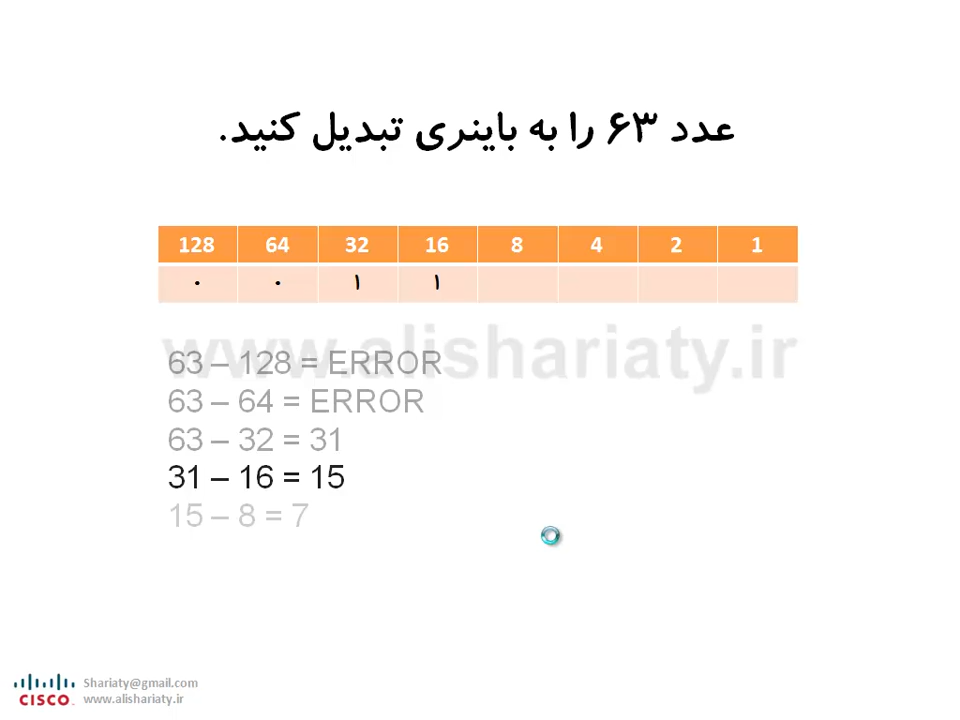 عدد ۶۳ را به باینری تبدیل کنید.
128 64 32 16 8 4 2 1
۰ ۰ ۱ ۱
www.alishariaty.ir
63 – 128 = ERROR
63 – 64 = ERROR
63 – 32 = 31
31 – 16 = 15
15 – 8 = 7
CISCO
Shariaty@gmail.com
www.alishariaty.ir